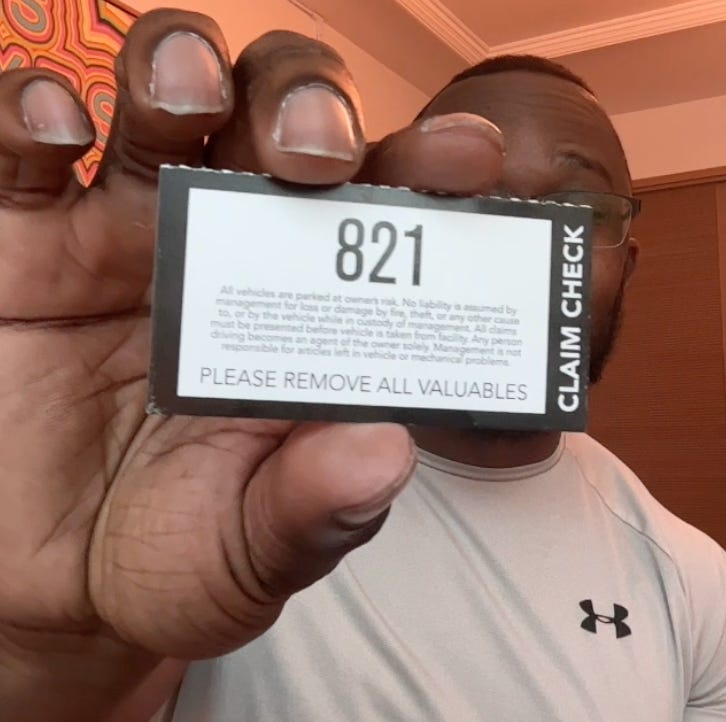 821
All vehicles are parked at owners risk. No liability is assumed by
management for loss or damage by fire, theft, or any other cause
to, or by the vehicle while in custody of management. All claims
must be presented before vehicle is taken from facility. Any person
driving becomes an agent of the owner solely. Management is not
responsible for articles left in vehicle or mechanical problems.
PLEASE REMOVE ALL VALUABLES
CLAIM CHECK